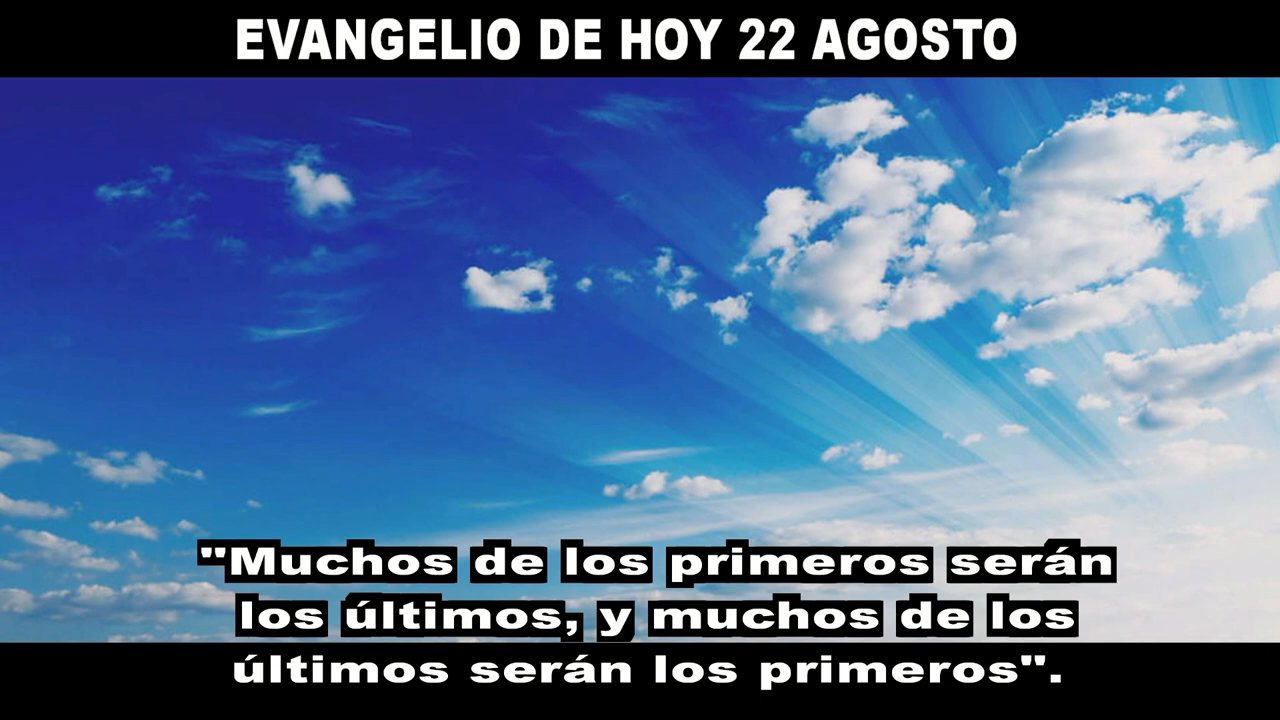 EVANGELIO DE HOY 22 AGOSTO
"Muchos de los primeros serán
los últimos, y muchos de los
últimos serán los primeros".